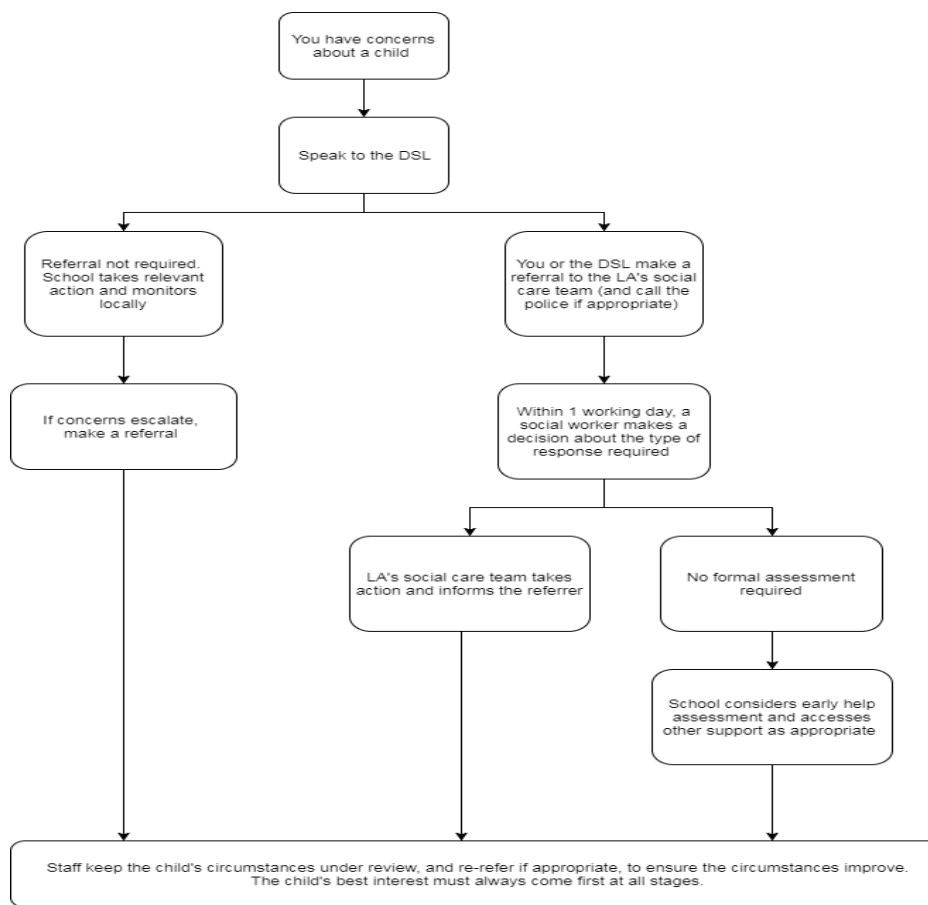 You have concerns
about a child
Speak to the DSL
Referral not required.
School takes relevant
action and monitors
locally
You or the DSL make a
referral to the LA's social
care team (and call the
police if appropriate)
If concerns escalate,
make a referral
Within 1 working day, a
social worker makes a
decision about the type of
response required
LA's social care team takes
action and informs the referrer
No formal assessment
required
School considers early help
assessment and accesses
other support as appropriate
Staff keep the child's circumstances under review, and re-refer if appropriate, to ensure the circumstances improve.
The child's best interest must always come first at all stages.